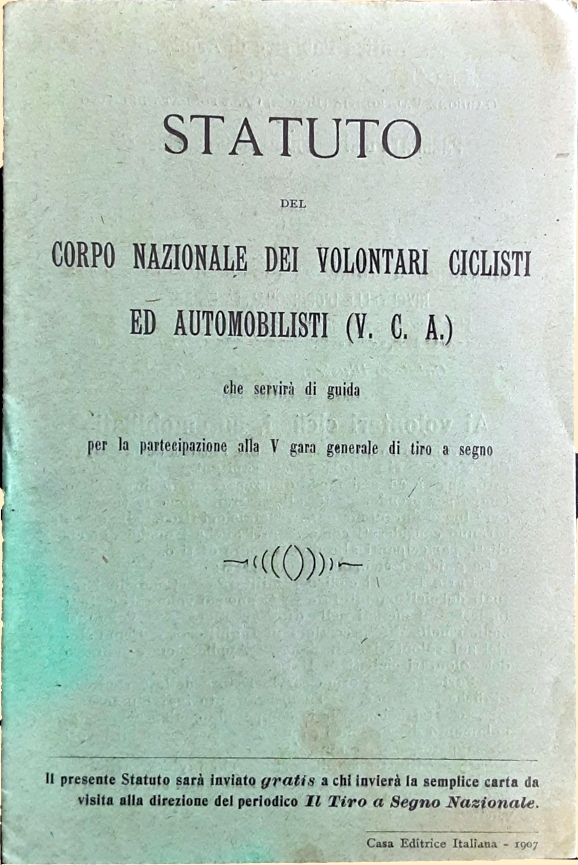 STATUTO
DEL
CORPO NAZIONALE DEI VOLONTARI CICLISTI
ED AUTOMOBILISTI (V. C. A.)
che servirà di guida
per la partecipazione alla V gara generale di tiro a segno
Il presente Statuto sarà inviato gratis a chi invierà la semplice carta da
visita alla direzione del periodico Il Tiro a Segno Nazionale.
Casa Editrice Italiana - 1907